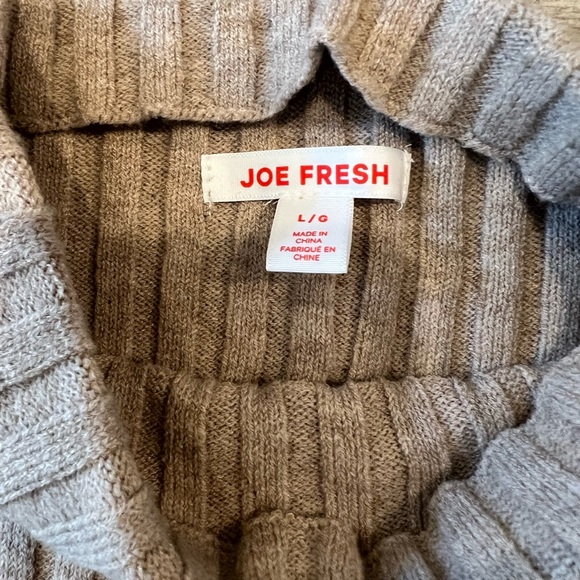 JOE FRESH
L / G
MADE IN
CHINA
FABRIQUÉ EN
CHINE